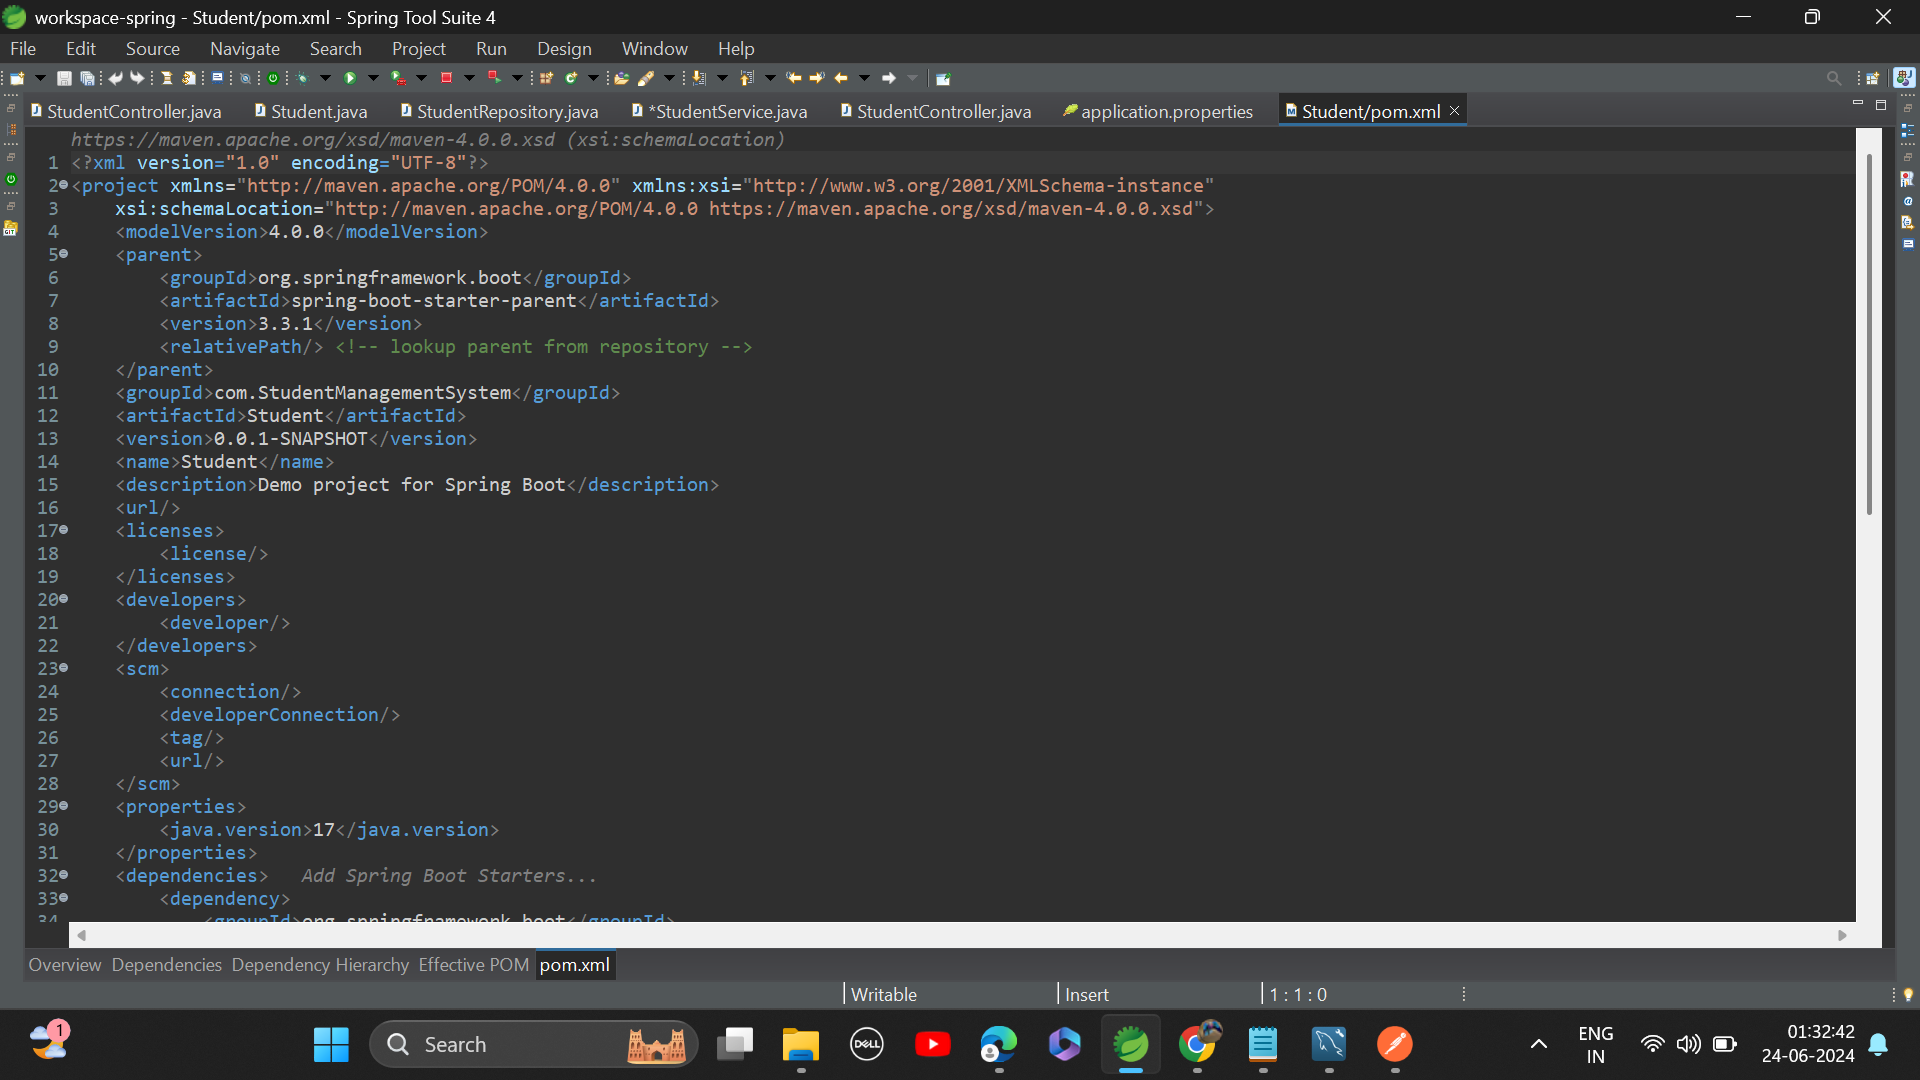 workspace-spring - Student/pom.xml - Spring Tool Suite 4
File Edit Source Navigate Search Project Run Design Window Help
StudentController.java Student.java StudentRepository.java *StudentService.java StudentController.java application.properties Student/pom.xml
https://maven.apache.org/xsd/maven-4.0.0.xsd (xsi:schemaLocation)
1 <?xml version="1.0" encoding="UTF-8"?>
2 <project xmlns="http://maven.apache.org/POM/4.0.0" xmlns:xsi="http://www.w3.org/2001/XMLSchema-instance"
3 xsi:schemaLocation="http://maven.apache.org/POM/4.0.0 https://maven.apache.org/xsd/maven-4.0.0.xsd">
4 <modelVersion>4.0.0</modelVersion>
5 <parent>
6 <groupId>org.springframework.boot</groupId>
7 <artifactId>spring-boot-starter-parent</artifactId>
8 <version>3.3.1</version>
9 <relativePath/> <!-- lookup parent from repository -->
10 </parent>
11 <groupId>com.StudentManagementSystem</groupId>
12 <artifactId>Student</artifactId>
13 <version>0.0.1-SNAPSHOT</version>
14 <name>Student</name>
15 <description>Demo project for Spring Boot</description>
16 <url/>
17 <licenses>
18 <license/>
19 </licenses>
20 <developers>
21 <developer/>
22 </developers>
23 <scm>
24 <connection/>
25 <developerConnection/>
26 <tag/>
27 <url/>
28 </scm>
29 <properties>
30 <java.version>17</java.version>
31 </properties>
32 <dependencies> Add Spring Boot Starters...
33 <dependency>
34 <groupId>org.springframework.boot</groupId>
Overview Dependencies Dependency Hierarchy Effective POM pom.xml
Writable Insert 1 : 1 : 0
1 Search DELL ENG 01:32:42
IN 24-06-2024